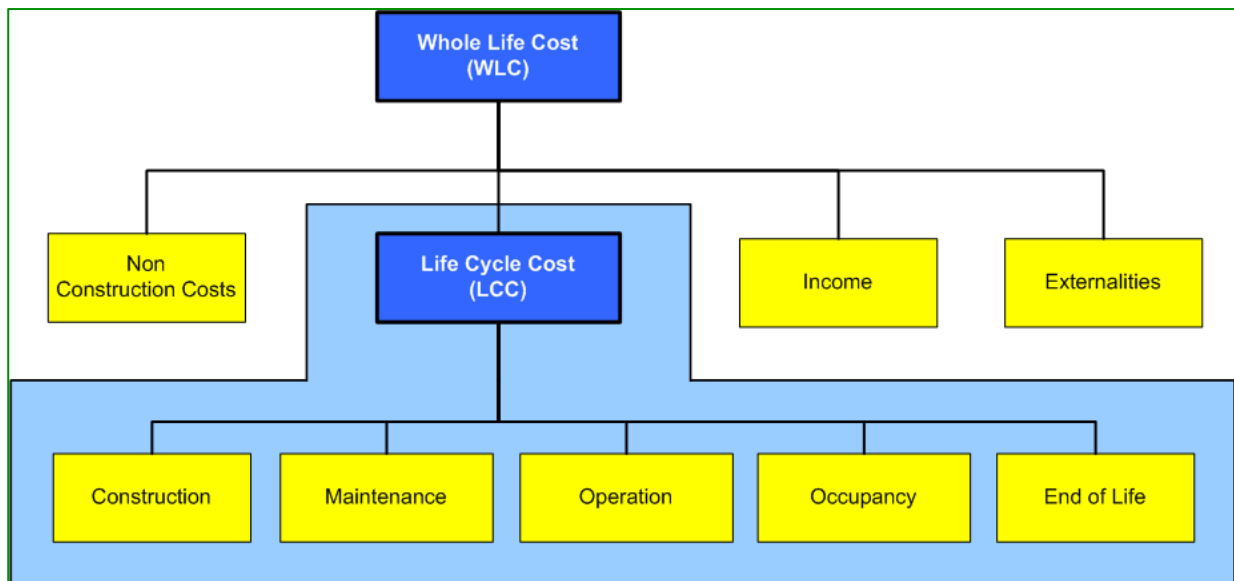 Whole Life Cost
(WLC)
Non
Construction Costs
Life Cycle Cost
(LCC)
Income
Externalities
Construction
Maintenance
Operation
Occupancy
End of Life